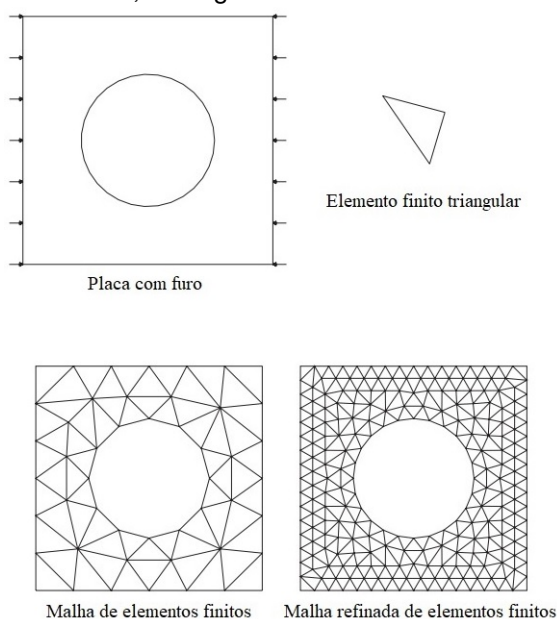 Elemento finito triangular
Placa com furo
Malha de elementos finitos
Malha refinada de elementos finitos